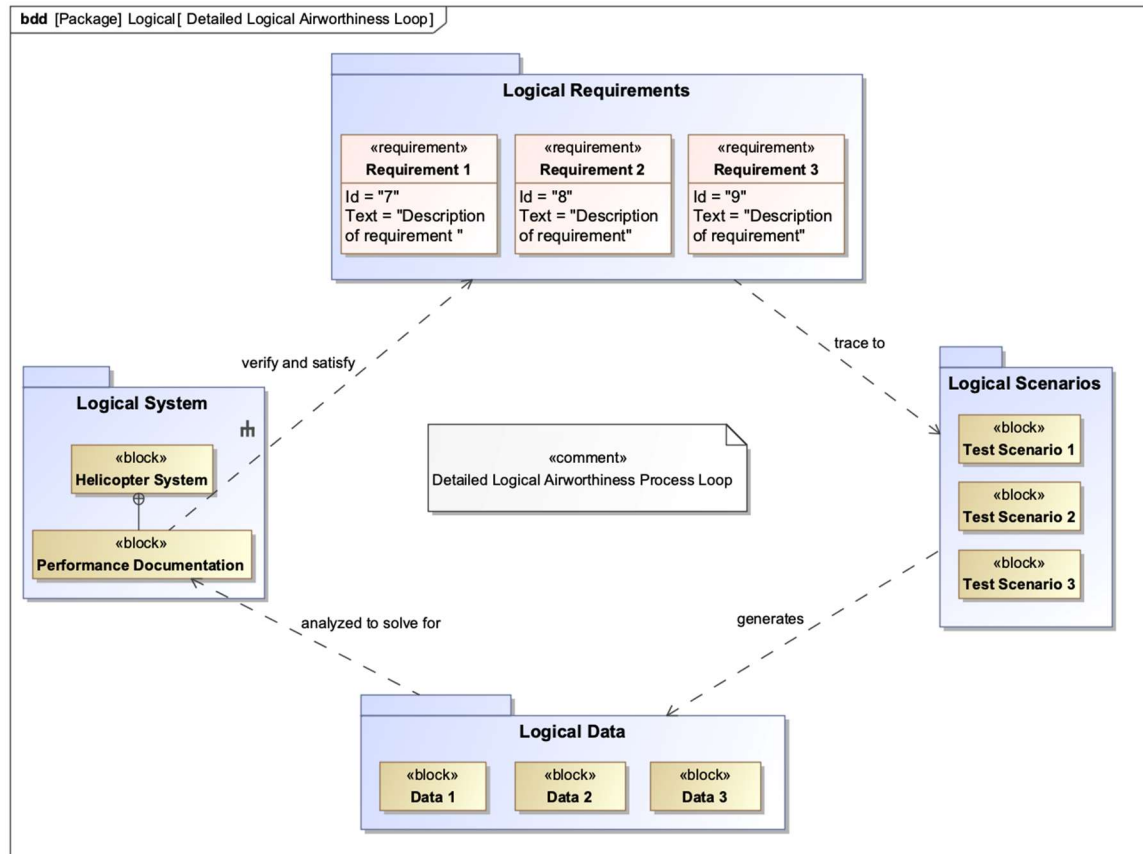 bdd [Package] Logical[ Detailed Logical Airworthiness Loop]
Logical Requirements
«requirement»
Requirement 1
Id = "7"
Text = "Description
of requirement "
«requirement»
Requirement 2
Id = "8"
Text = "Description
of requirement"
«requirement»
Requirement 3
Id = "9"
Text = "Description
of requirement"
verify and satisfy
trace to
Logical System
«block»
Helicopter System
«block»
Performance Documentation
«comment»
Detailed Logical Airworthiness Process Loop
Logical Scenarios
«block»
Test Scenario 1
«block»
Test Scenario 2
«block»
Test Scenario 3
analyzed to solve for
generates
Logical Data
«block»
Data 1
«block»
Data 2
«block»
Data 3